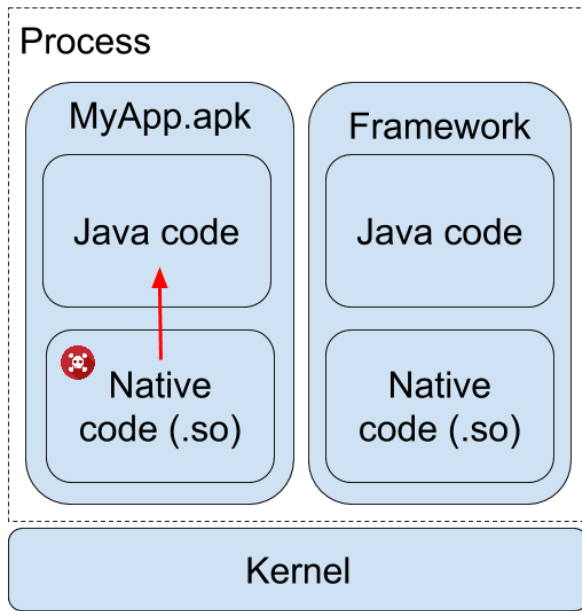 Process
MyApp.apk
Java code
Native
code (.so)
Framework
Java code
Native
code (.so)
Kernel